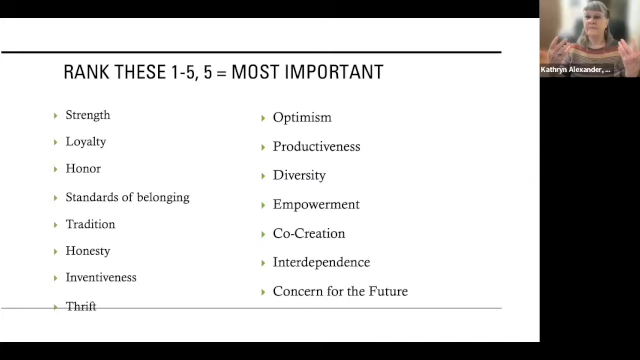 RANK THESE 1-5, 5 = MOST IMPORTANT
Strength
Loyalty
Honor
Standards of belonging
Tradition
Honesty
Inventiveness
Thrift
Optimism
Productiveness
Diversity
Empowerment
Co-Creation
Interdependence
Concern for the Future
Kathryn Alexander, ...